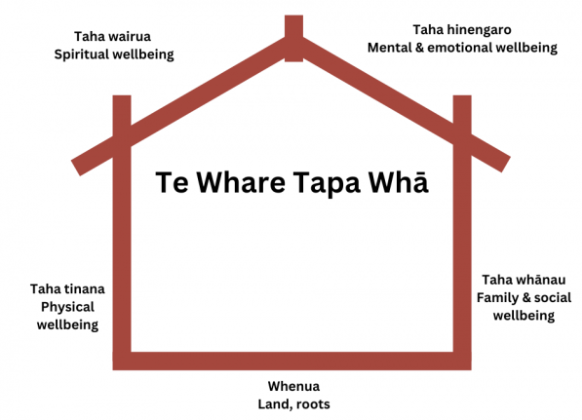 Taha wairua
Spiritual wellbeing
Taha hinengaro
Mental & emotional wellbeing
Te Whare Tapa Whā
Taha tinana
Physical
wellbeing
Taha whānau
Family & social
wellbeing
Whenua
Land, roots